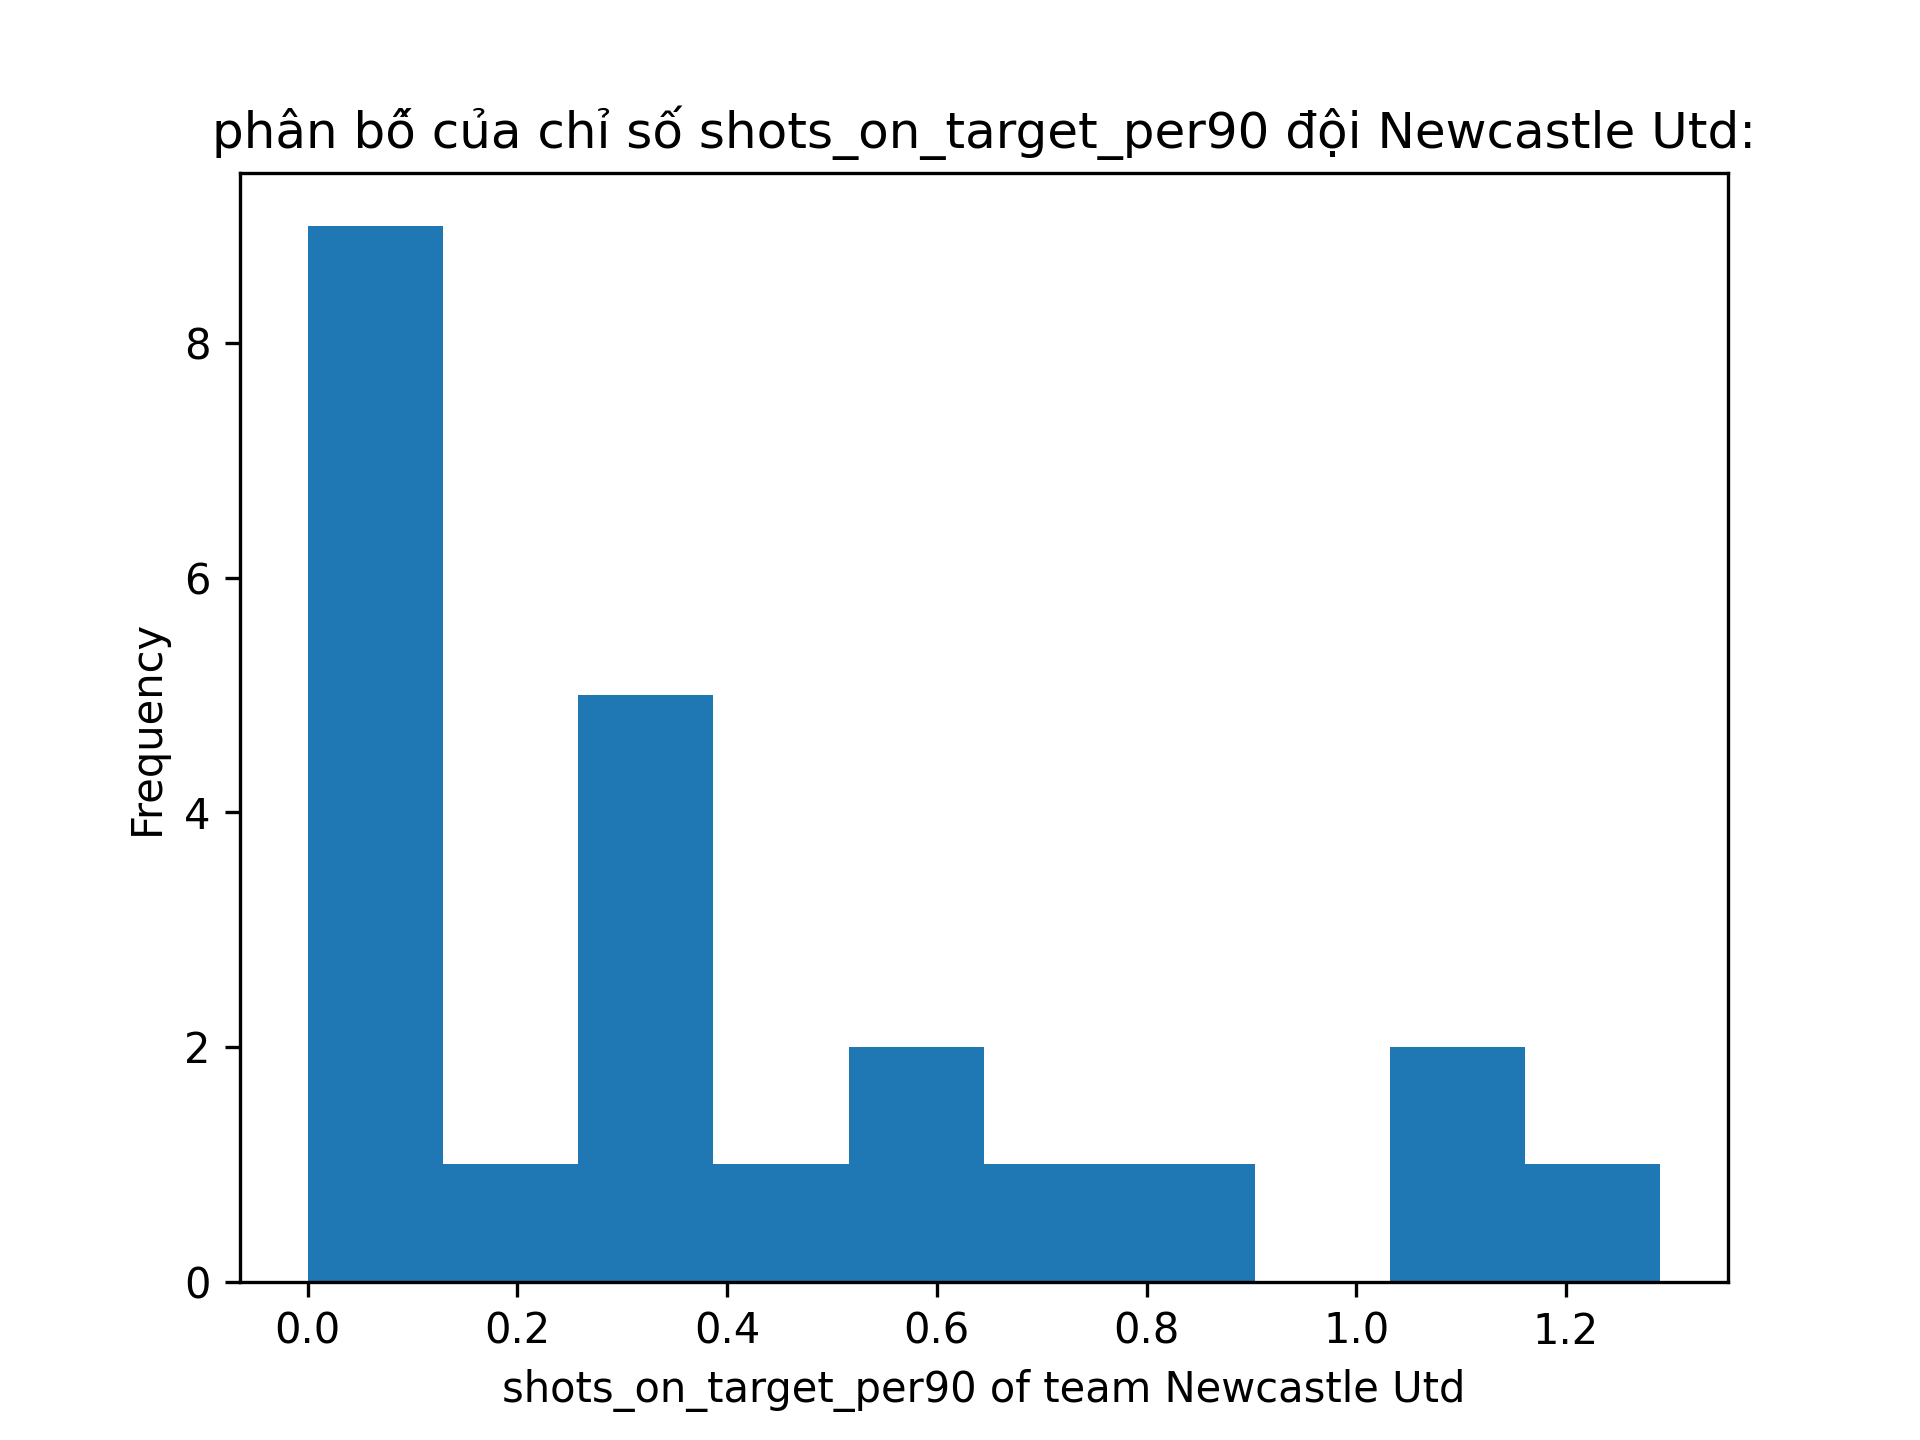 phân bỗ của chỉ số shots_on_target_per90 đội Newcastle Utd:
8
6
4
2
0
Frequency
0.0 0.2 0.4 0.6 0.8 1.0 1.2
shots_on_target_per90 of team Newcastle Utd